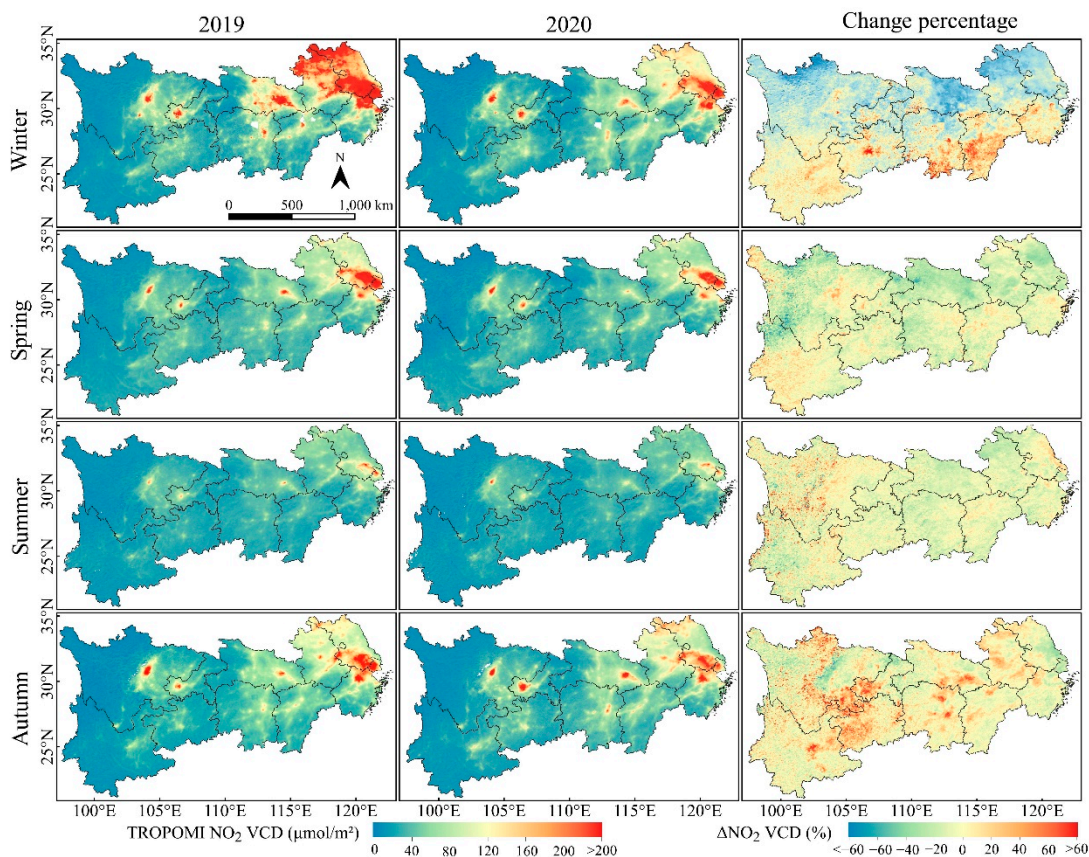 2019 2020 Change percentage
Winter
35°N
30°N
25°N
N
0 500 1,000 km
Spring
35°N
30°N
25°N
Summer
35°N
30°N
25°N
Autumn
35°N
30°N
25°N
100°E 105°E 110°E 115°E 120°E 100°E 105°E 110°E 115°E 120°E 100°E 105°E 110°E 115°E 120°E
TROPOMI NO₂ VCD (μmol/m²) 0 40 80 120 160 >200 ΔNO₂ VCD (%) <−60 −40 −20 0 20 40 >60